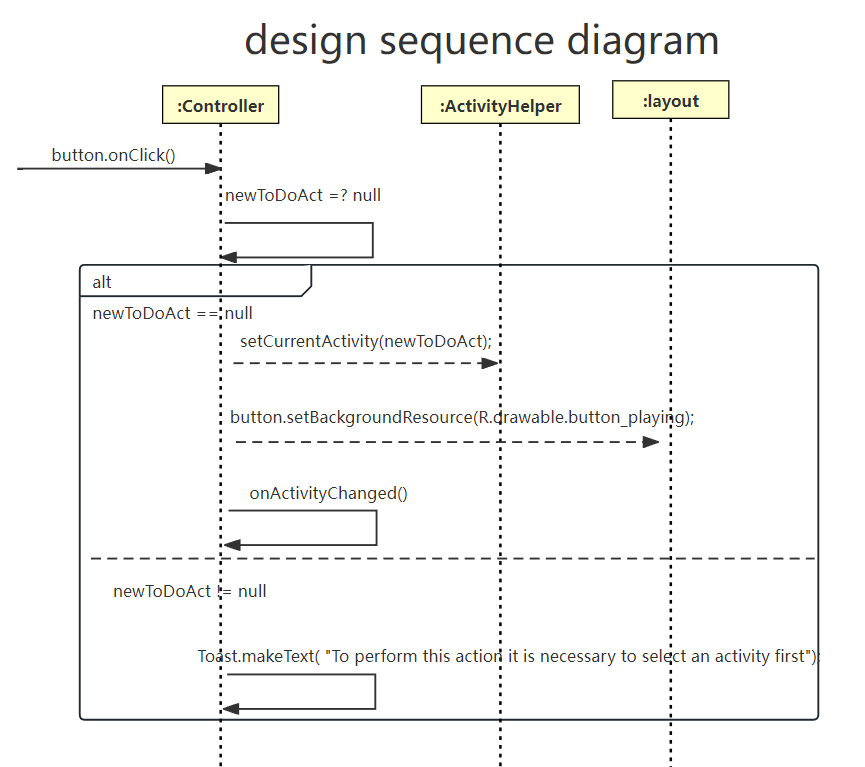 design sequence diagram
:Controller
:ActivityHelper
:layout
button.onClick()
newToDoAct =? null
alt
newToDoAct == null
setCurrentActivity(newToDoAct);
button.setBackgroundResource(R.drawable.button_playing);
onActivityChanged()
newToDoAct != null
Toast.makeText( "To perform this action it is necessary to select an activity first");